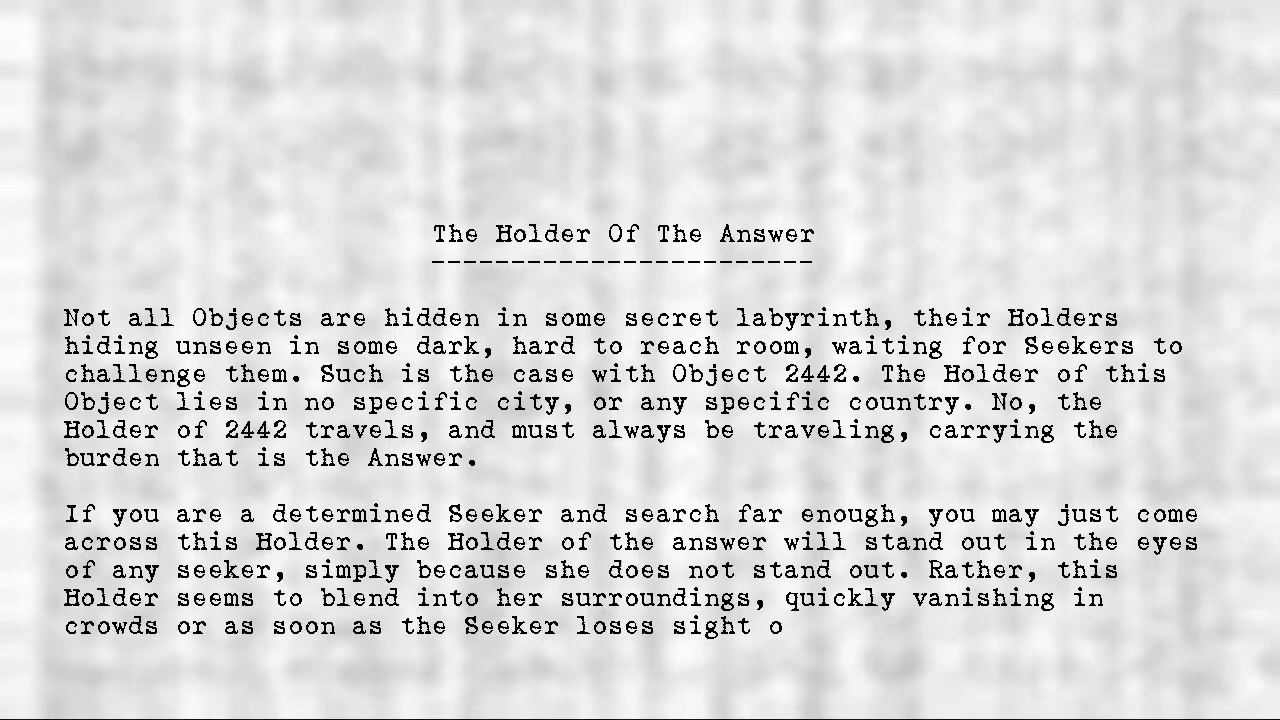 The Holder Of The Answer
------------------------
Not all Objects are hidden in some secret labyrinth, their Holders
hiding unseen in some dark, hard to reach room, waiting for Seekers to
challenge them. Such is the case with Object 2442. The Holder of this
Object lies in no specific city, or any specific country. No, the
Holder of 2442 travels, and must always be traveling, carrying the
burden that is the Answer.
If you are a determined Seeker and search far enough, you may just come
across this Holder. The Holder of the answer will stand out in the eyes
of any seeker, simply because she does not stand out. Rather, this
Holder seems to blend into her surroundings, quickly vanishing in
crowds or as soon as the Seeker loses sight o